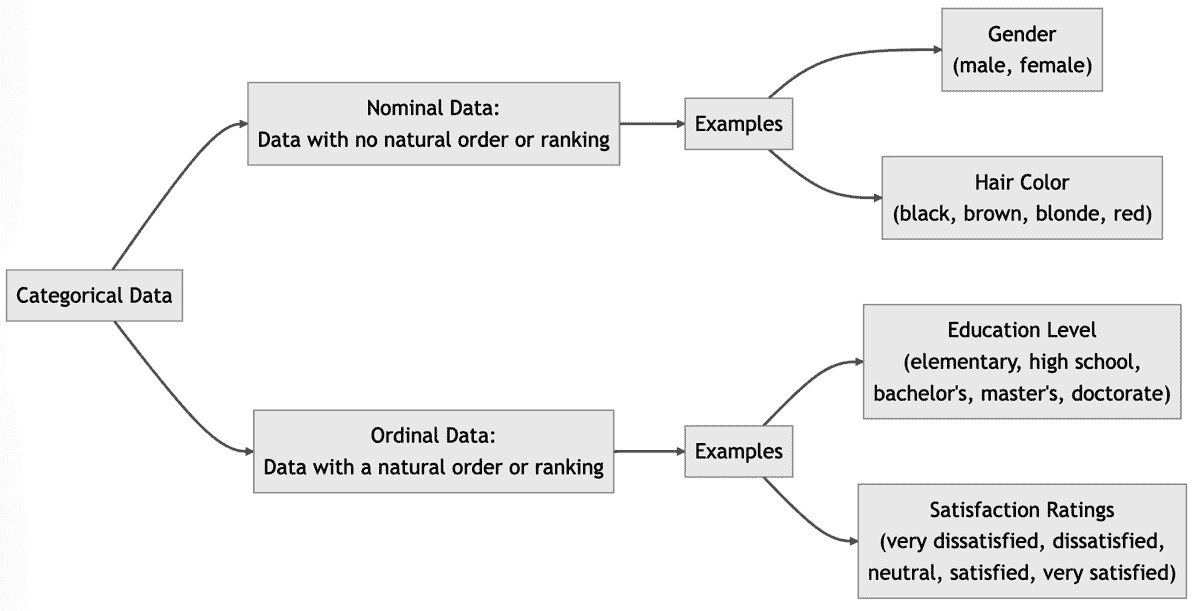 Categorical Data
Nominal Data:
Data with no natural order or ranking
Examples
Gender
(male, female)
Hair Color
(black, brown, blonde, red)
Ordinal Data:
Data with a natural order or ranking
Examples
Education Level
(elementary, high school,
bachelor's, master's, doctorate)
Satisfaction Ratings
(very dissatisfied, dissatisfied,
neutral, satisfied, very satisfied)